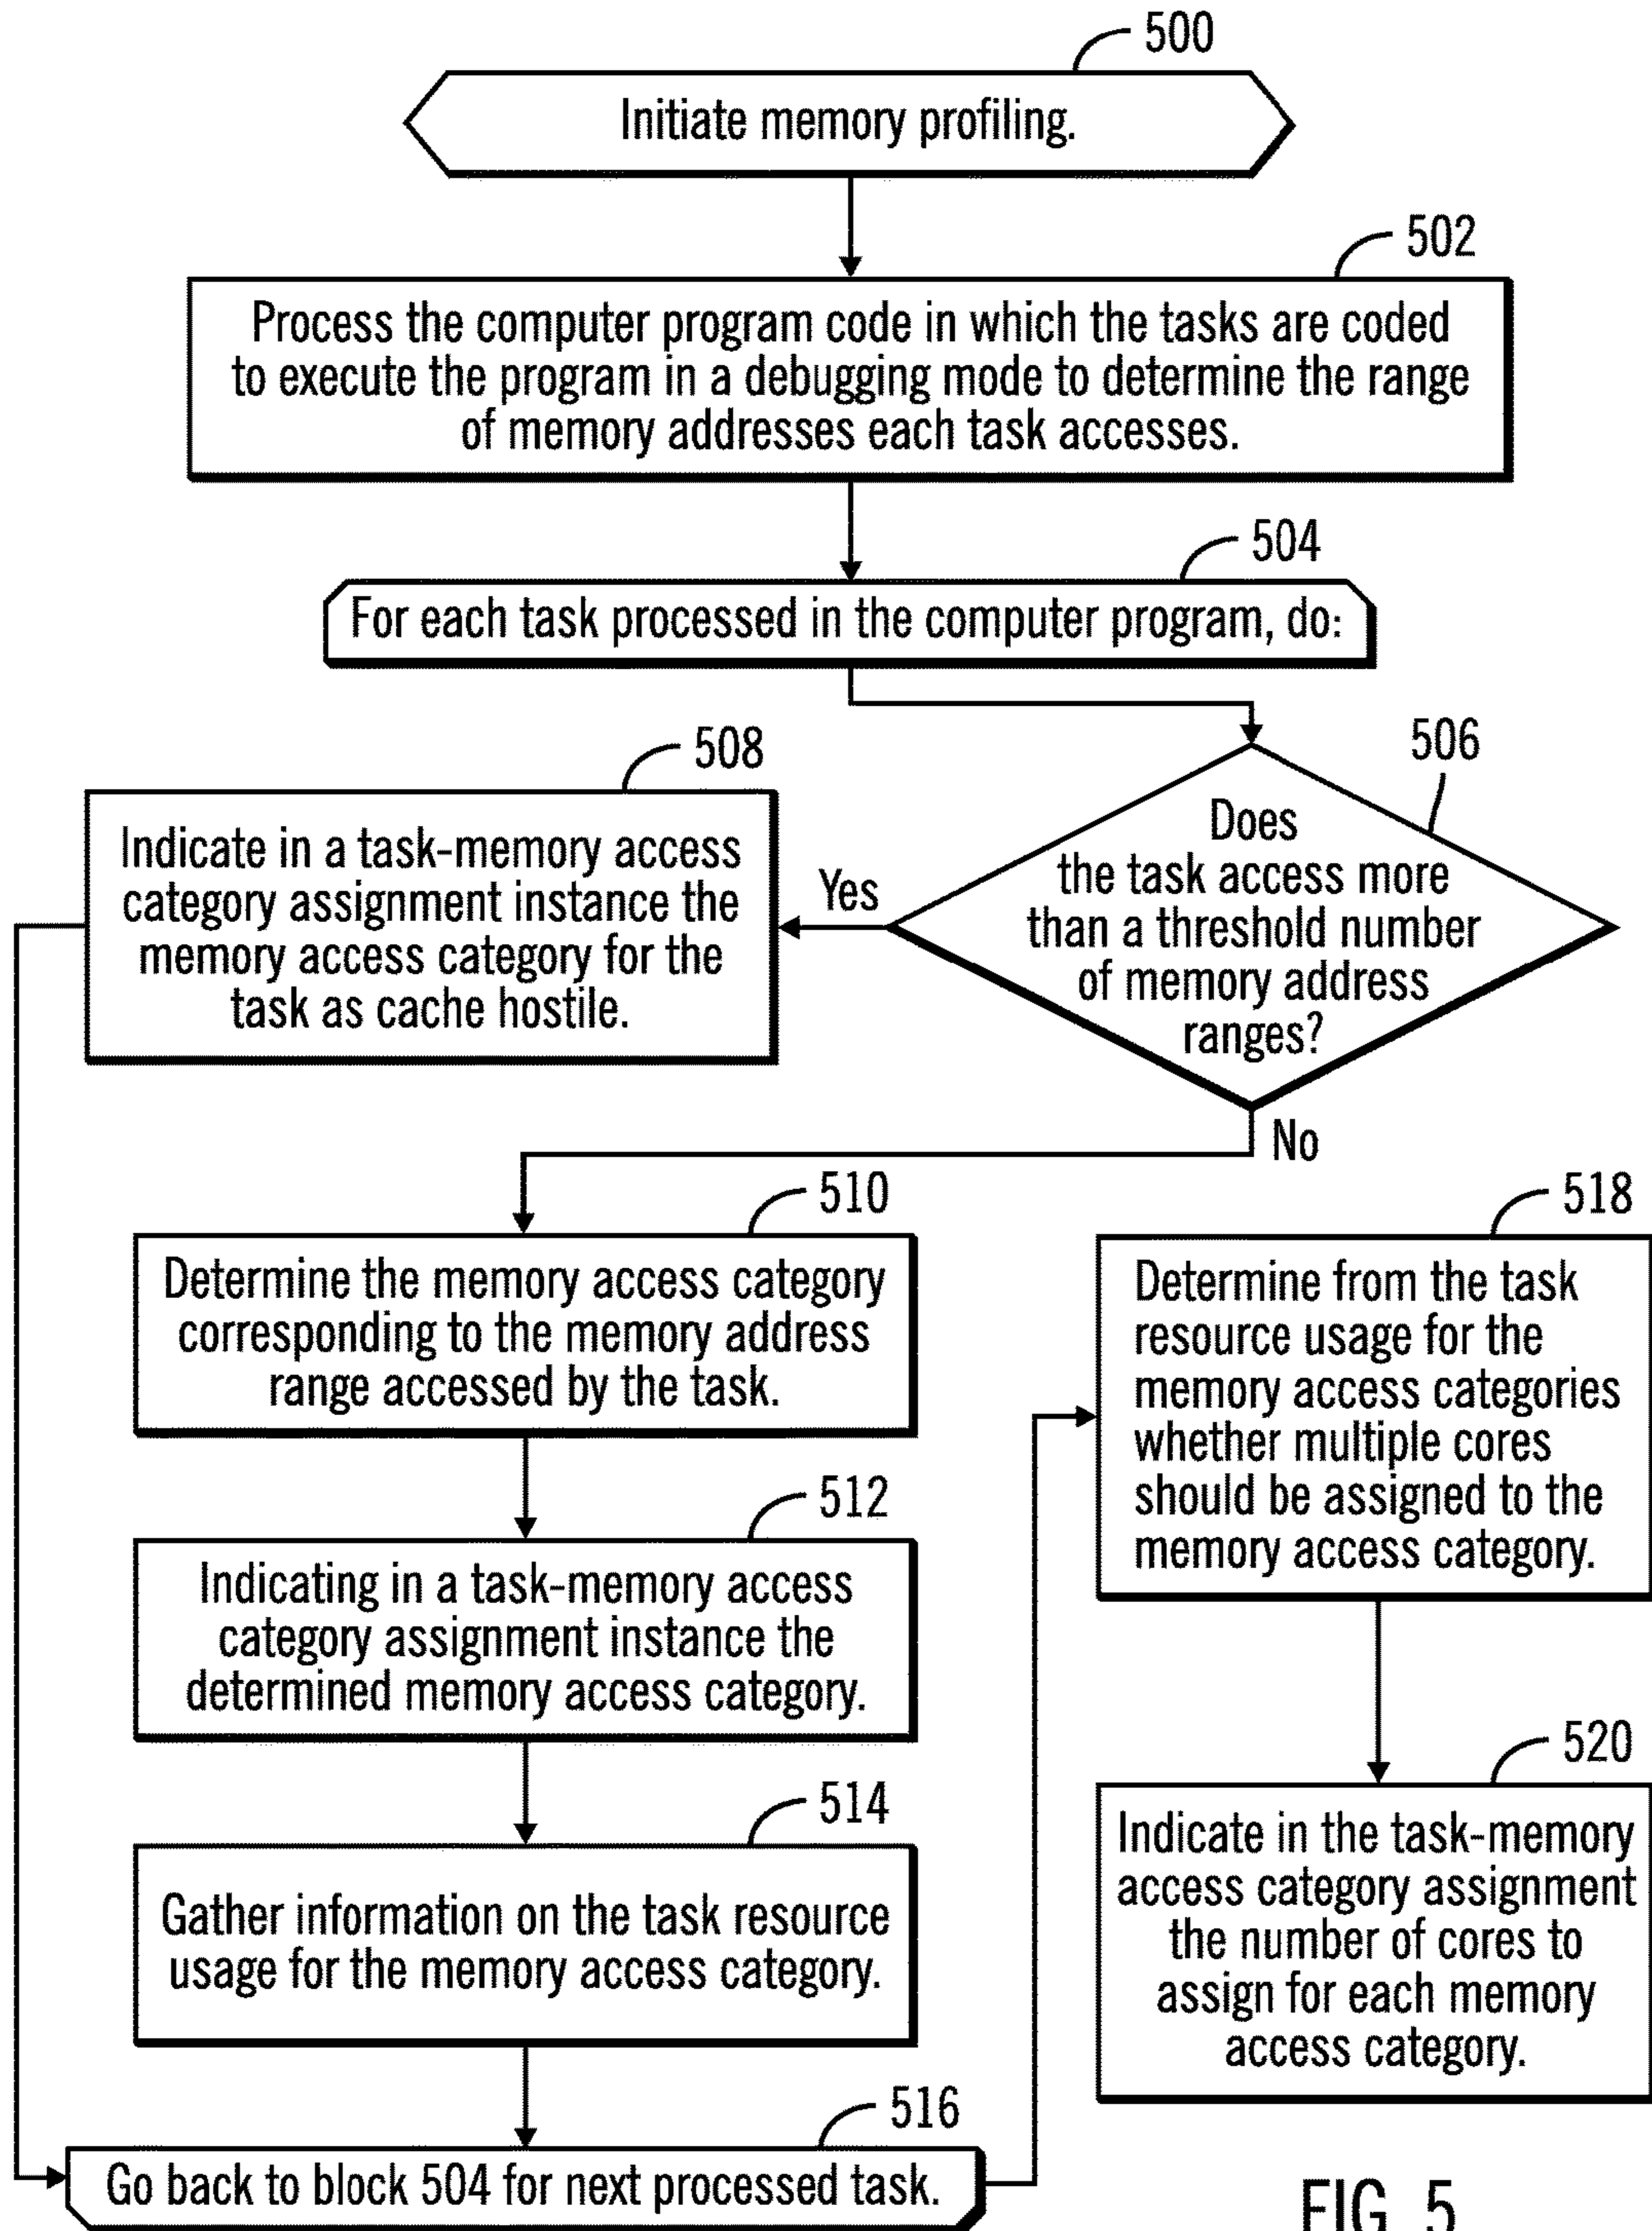 500
Initiate memory profiling.
502
Process the computer program code in which the tasks are coded
to execute the program in a debugging mode to determine the range
of memory addresses each task accesses.
504
For each task processed in the computer program, do:
506
Does
the task access more
than a threshold number
of memory address
ranges?
Yes
508
Indicate in a task-memory access
category assignment instance the
memory access category for the
task as cache hostile.
No
510
Determine the memory access category
corresponding to the memory address
range accessed by the task.
512
Indicating in a task-memory access
category assignment instance the
determined memory access category.
514
Gather information on the task resource
usage for the memory access category.
516
Go back to block 504 for next processed task.
518
Determine from the task
resource usage for the
memory access categories
whether multiple cores
should be assigned to the
memory access category.
520
Indicate in the task-memory
access category assignment
the number of cores to
assign for each memory
access category.
FIG. 5